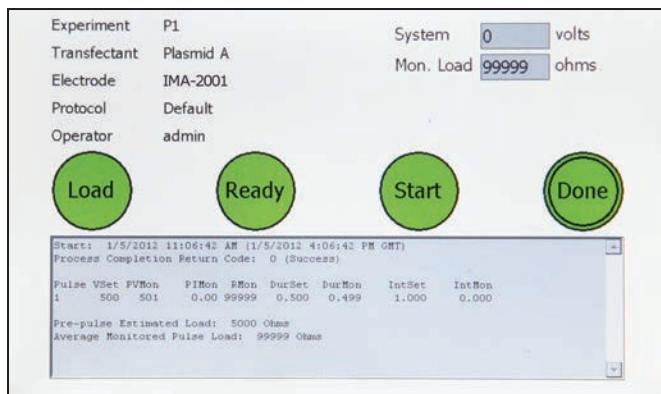 Experiment P1
System 0 volts
Transfectant Plasmid A
Mon. Load 99999 ohms
Electrode IMA-2001
Protocol Default
Operator admin
Load Ready Start Done
Start: 1/5/2012 11:06:42 AM (1/5/2012 4:06:42 PM GMT)
Process Completion Return Code: 0 (Success)
Pulse VSet PVMon PIMon RMon DurSet DurMon IntSet IntMon
1 500 501 0.00 99999 0.500 0.499 1.000 0.000
Pre-pulse Estimated Load: 5000 Ohms
Average Monitored Pulse Load: 99999 Ohms